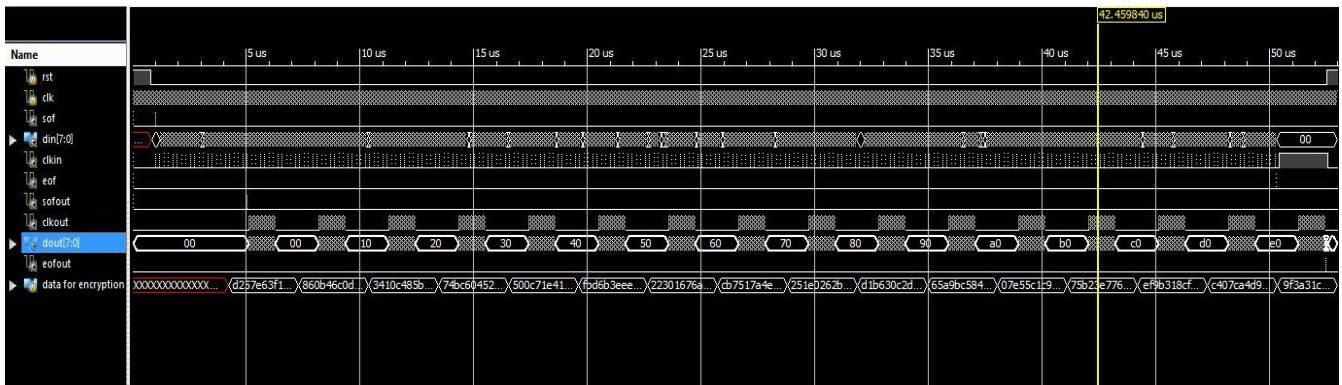 42.459840 us
Name
5 us 10 us 15 us 20 us 25 us 30 us 35 us 40 us 45 us 50 us
rst
clk
sof
din[7:0] ... 00
clkin
eof
sofout
clkout
dout[7:0] 00 00 10 20 30 40 50 60 70 80 90 a0 b0 c0 d0 e0
eofout
data for encryption XXXXXXXXXXXXX... d257e63f1... 860b46c0d... 3410c485b... 74bc60452... 500c71e41... fbd6b3eee... 22301676a... cb7517a4e... 251e0262b... d1b630c2d... 65a9bc584... 07e55c1c9... 75b23e776... ef9b318cf... c407ca4d9... 9f3a31c...